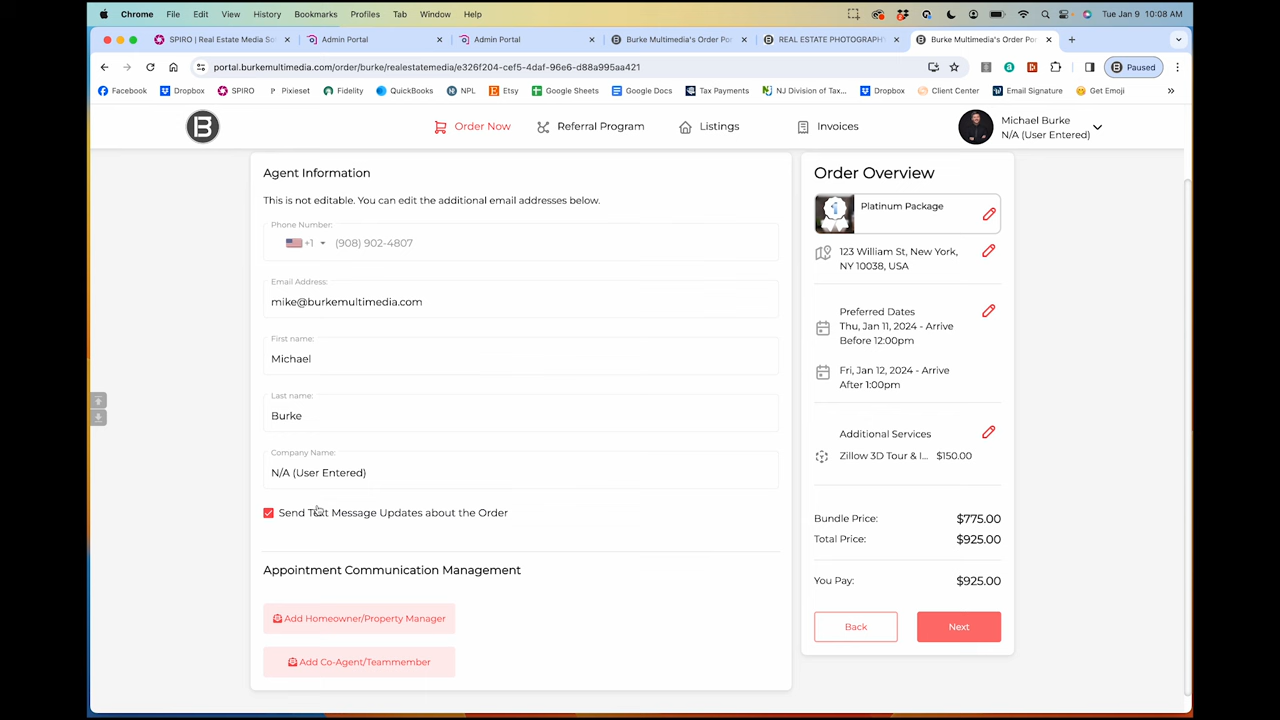 Chrome File Edit View History Bookmarks Profiles Tab Window Help Tue Jan 9 10:08 AM
SPIRO | Real Estate Media So Admin Portal Admin Portal Burke Multimedia's Order Por REAL ESTATE PHOTOGRAPHY Burke Multimedia's Order Por
portal.burkemultimedia.com/order/burke/realestatemedia/e326f204-cef5-4daf-96e6-d88a995aa421 Paused
Facebook Dropbox SPIRO Pixieset Fidelity QuickBooks NPL Etsy Google Sheets Google Docs Tax Payments NJ Division of Tax... Dropbox Client Center Email Signature Get Emoji
B Order Now Referral Program Listings Invoices Michael Burke
N/A (User Entered)
Agent Information
This is not editable. You can edit the additional email addresses below.
Phone Number:
+1 (908) 902-4807
Email Address:
mike@burkemultimedia.com
First name:
Michael
Last name:
Burke
Company Name:
N/A (User Entered)
Send Text Message Updates about the Order
Appointment Communication Management
Add Homeowner/Property Manager
Add Co-Agent/Teammember
Order Overview
1
Platinum Package
123 William St, New York,
NY 10038, USA
Preferred Dates
Thu, Jan 11, 2024 - Arrive
Before 12:00pm
Fri, Jan 12, 2024 - Arrive
After 1:00pm
Additional Services
Zillow 3D Tour & I... $150.00
Bundle Price: $775.00
Total Price: $925.00
You Pay: $925.00
Back Next